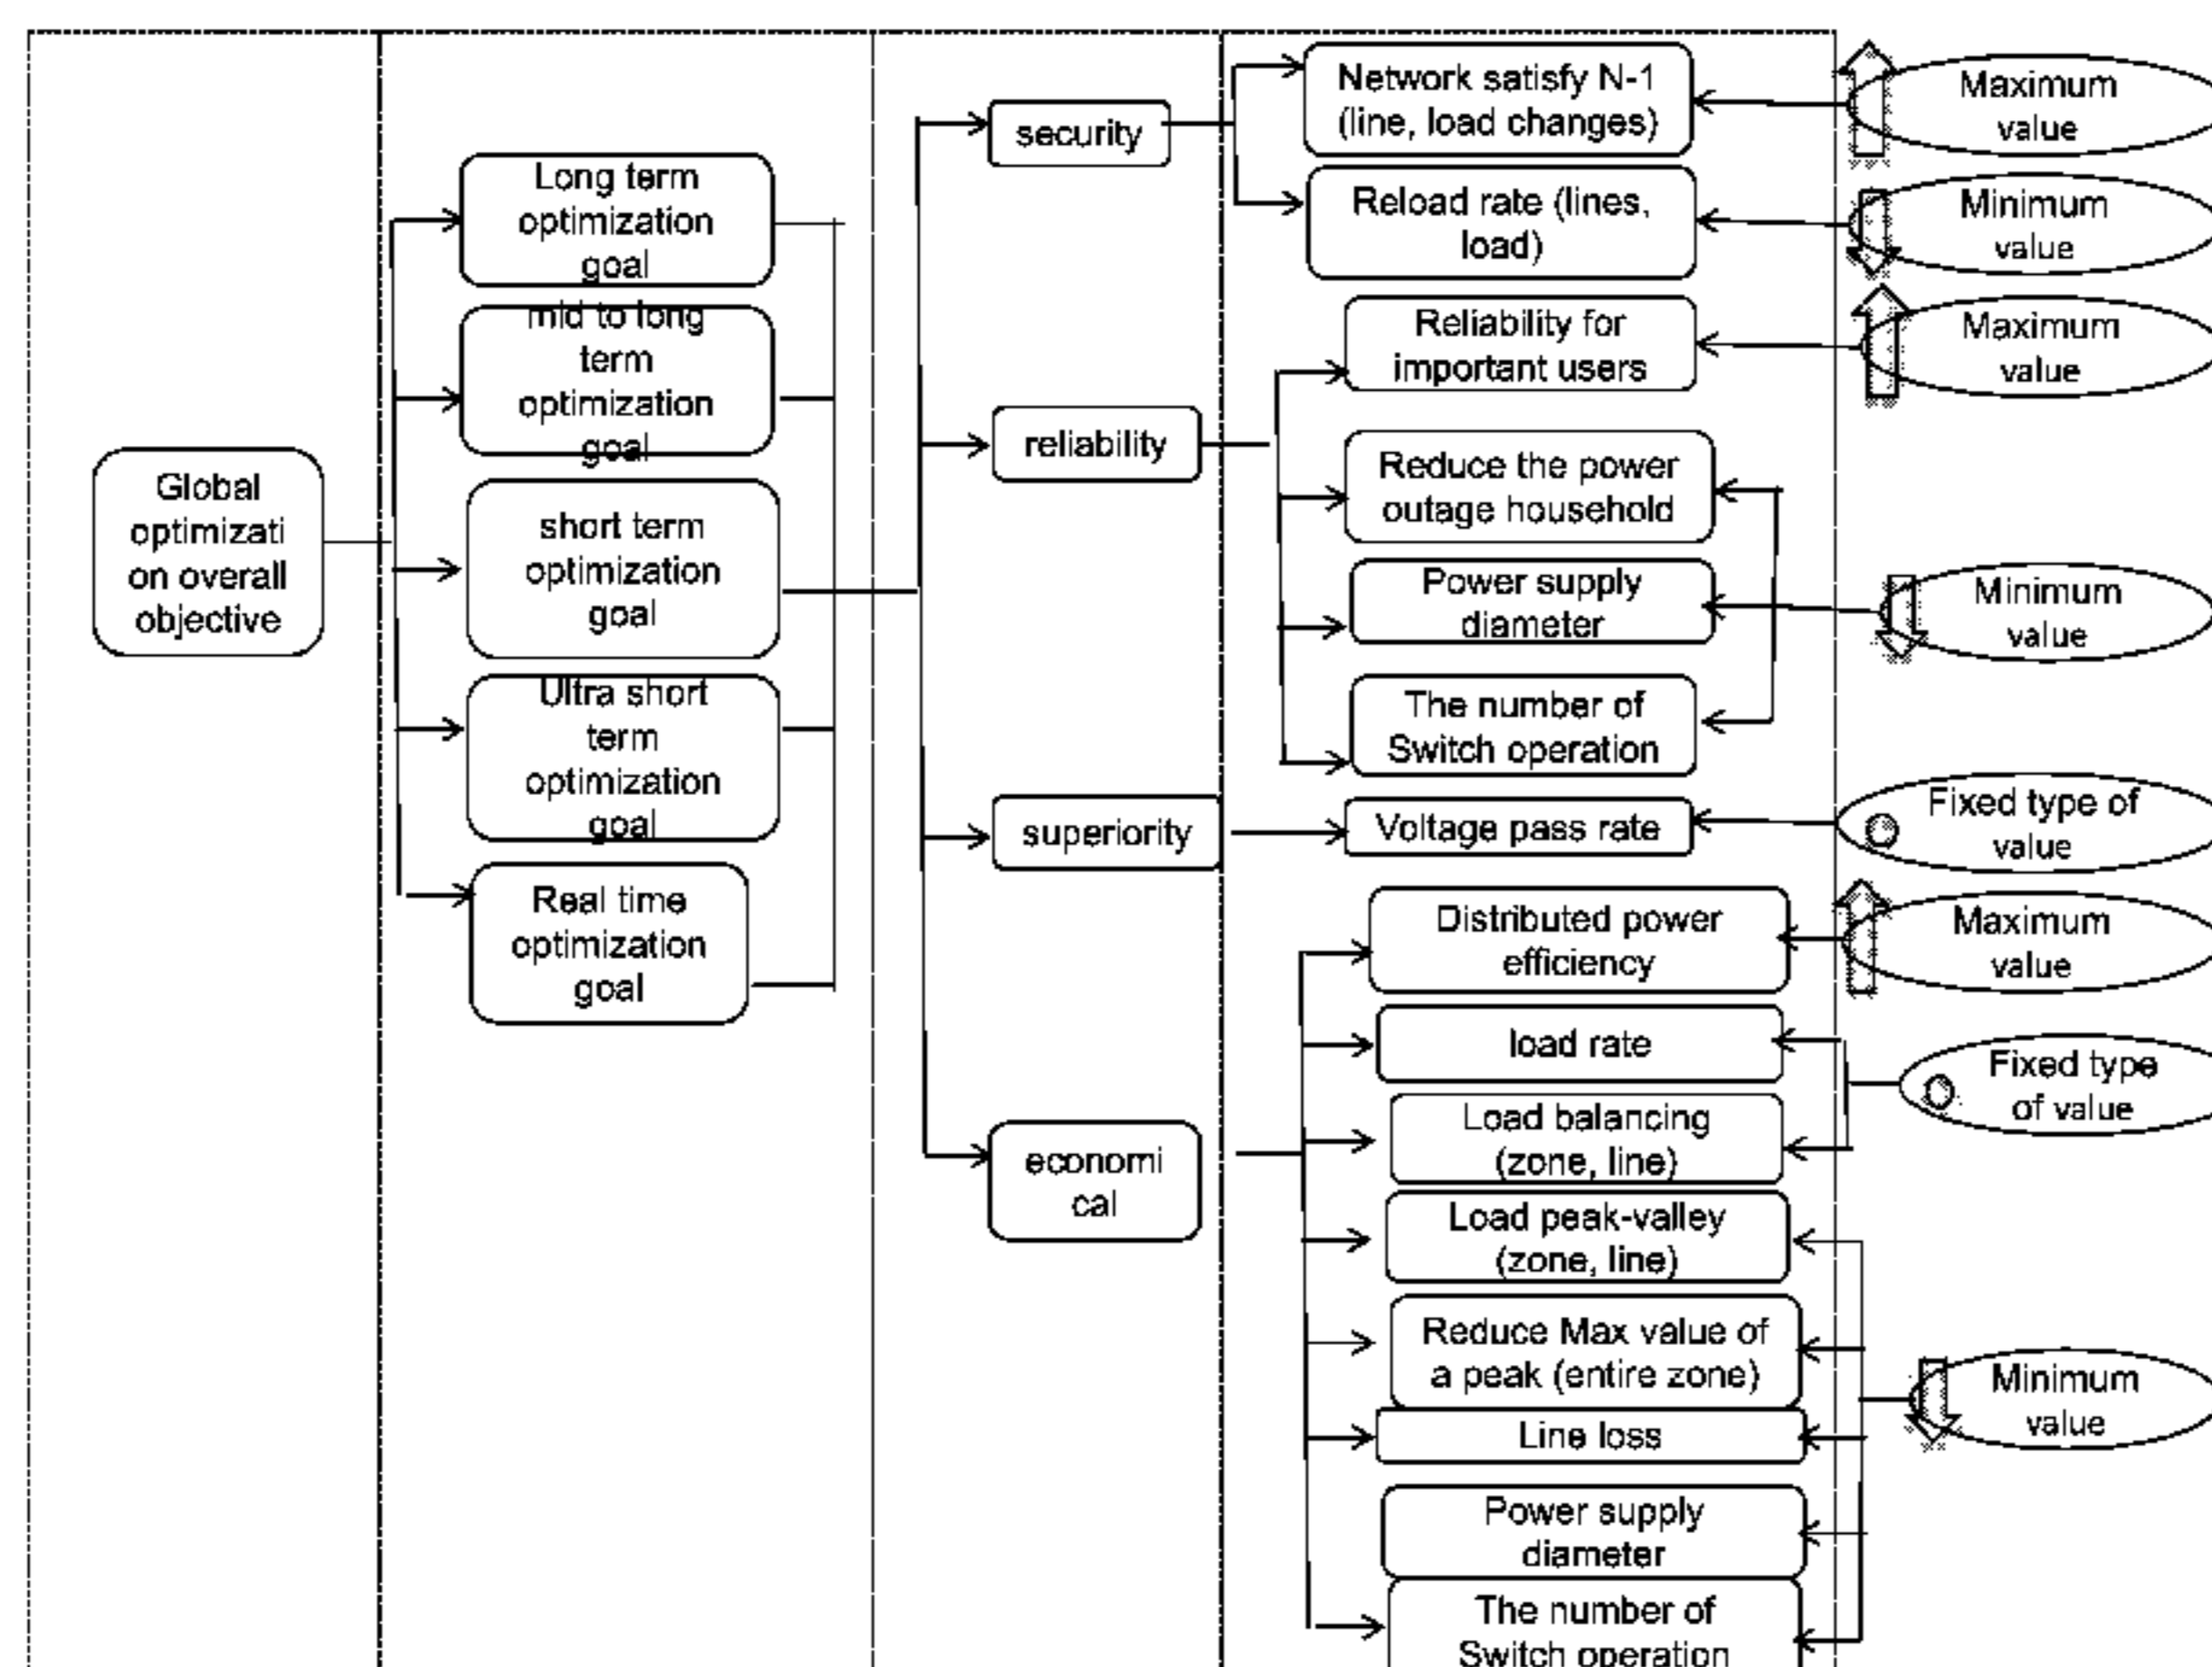 Global
optimizati
on overall
objective
Long term
optimization
goal
mid to long
term
optimization
goal
short term
optimization
goal
Ultra short
term
optimization
goal
Real time
optimization
goal
security
reliability
superiority
economi
cal
Network satisfy N-1
(line, load changes)
Reload rate (lines,
load)
Reliability for
important users
Reduce the power
outage household
Power supply
diameter
The number of
Switch operation
Voltage pass rate
Distributed power
efficiency
load rate
Load balancing
(zone, line)
Load peak-valley
(zone, line)
Reduce Max value of
a peak (entire zone)
Line loss
Power supply
diameter
The number of
Switch operation
Maximum
value
Minimum
value
Maximum
value
Minimum
value
Fixed type of
value
Maximum
value
Fixed type
of value
Minimum
value